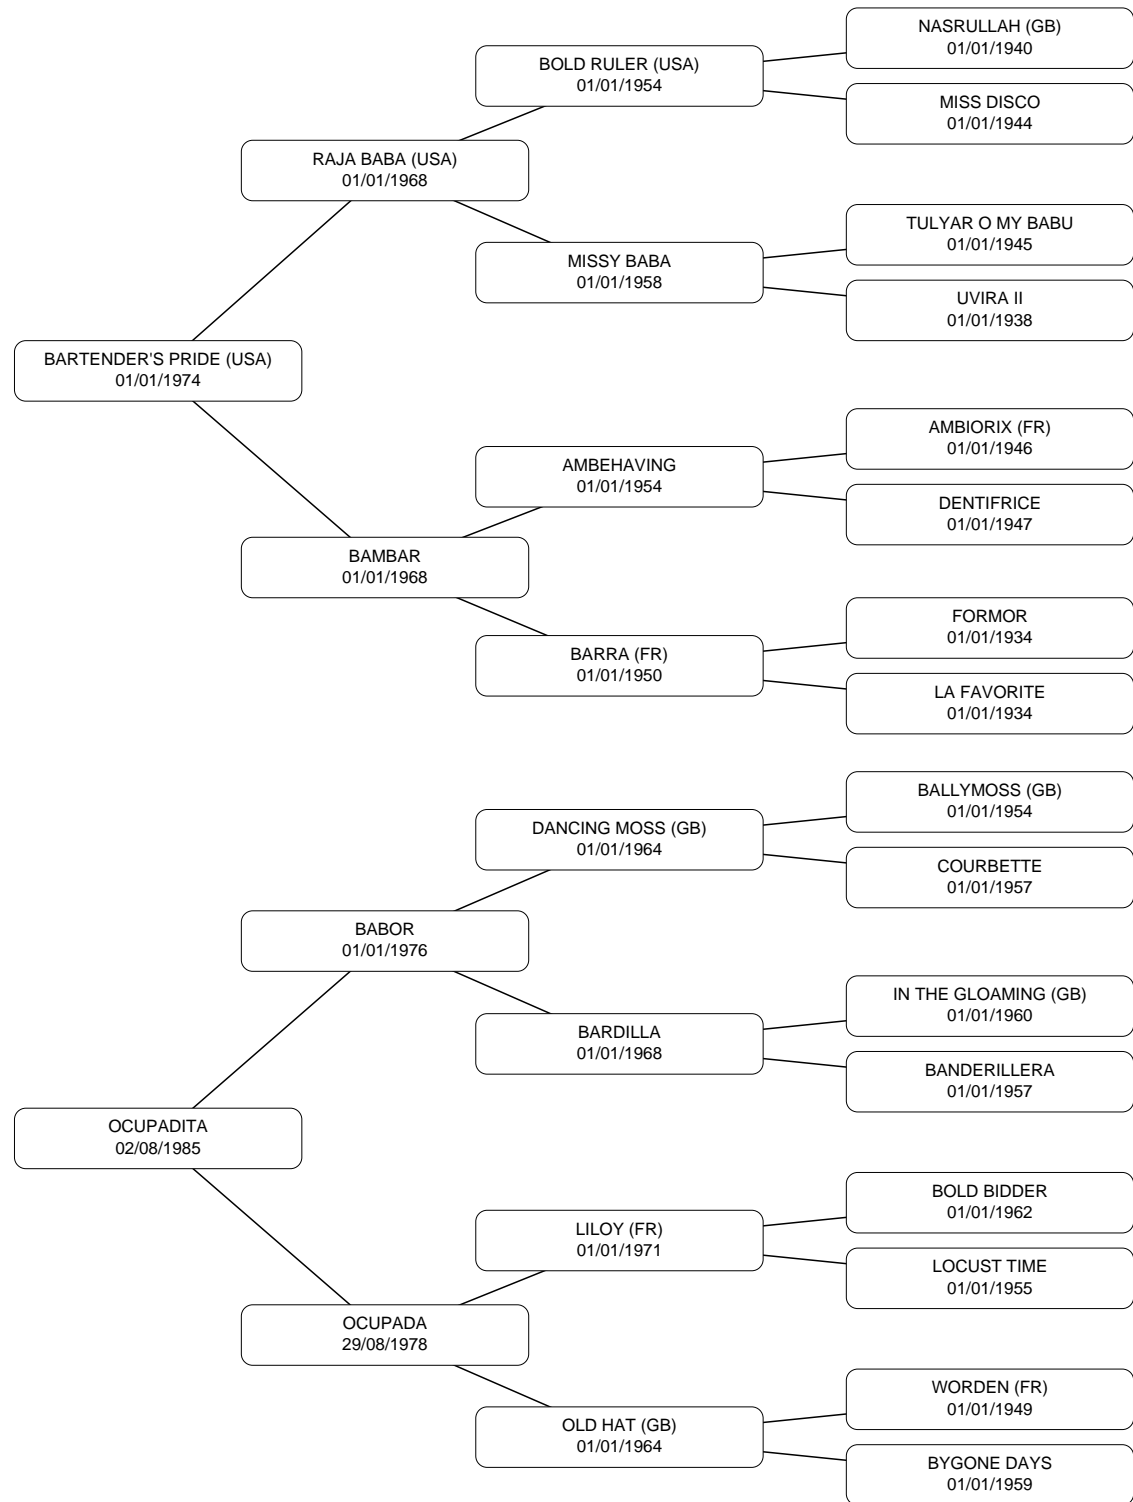 NASRULLAH (GB)
01/01/1940
BOLD RULER (USA)
01/01/1954
MISS DISCO
01/01/1944
RAJA BABA (USA)
01/01/1968
TULYAR O MY BABU
01/01/1945
MISSY BABA
01/01/1958
UVIRA II
01/01/1938
BARTENDER'S PRIDE (USA)
01/01/1974
AMBIORIX (FR)
01/01/1946
AMBEHAVING
01/01/1954
DENTIFRICE
01/01/1947
BAMBAR
01/01/1968
FORMOR
01/01/1934
BARRA (FR)
01/01/1950
LA FAVORITE
01/01/1934
BALLYMOSS (GB)
01/01/1954
DANCING MOSS (GB)
01/01/1964
COURBETTE
01/01/1957
BABOR
01/01/1976
IN THE GLOAMING (GB)
01/01/1960
BARDILLA
01/01/1968
BANDERILLERA
01/01/1957
OCUPADITA
02/08/1985
BOLD BIDDER
01/01/1962
LILOY (FR)
01/01/1971
LOCUST TIME
01/01/1955
OCUPADA
29/08/1978
WORDEN (FR)
01/01/1949
OLD HAT (GB)
01/01/1964
BYGONE DAYS
01/01/1959